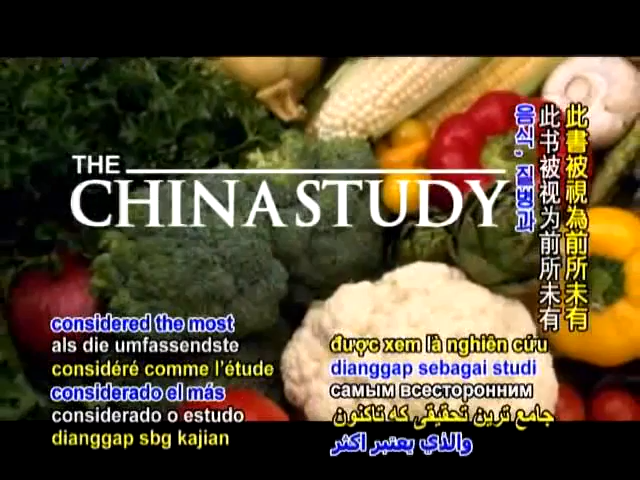 THE
CHINA STUDY
此書被視為前所未有
此书被视为前所未有
음식 · 질병과
considered the most
als die umfassendste
considéré comme l'étude
considerado el más
considerado o estudo
dianggap sbg kajian
được xem là nghiên cứu
dianggap sebagai studi
самым всесторонним
جامع ترین تحقیقی که تاکنون
والذي يعتبر اكثر